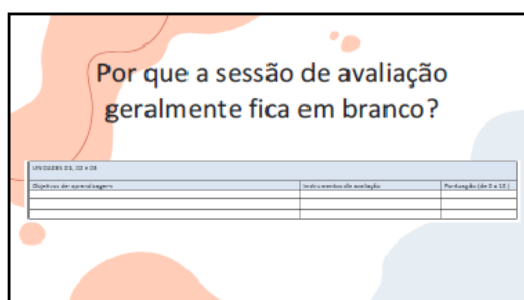 Por que a sessão de avaliação
geralmente fica em branco?
UNIDADES 01, 02 e 03
Objetivos de aprendizagem
Instrumentos de avaliação
Pontuação (de 0 a 10)